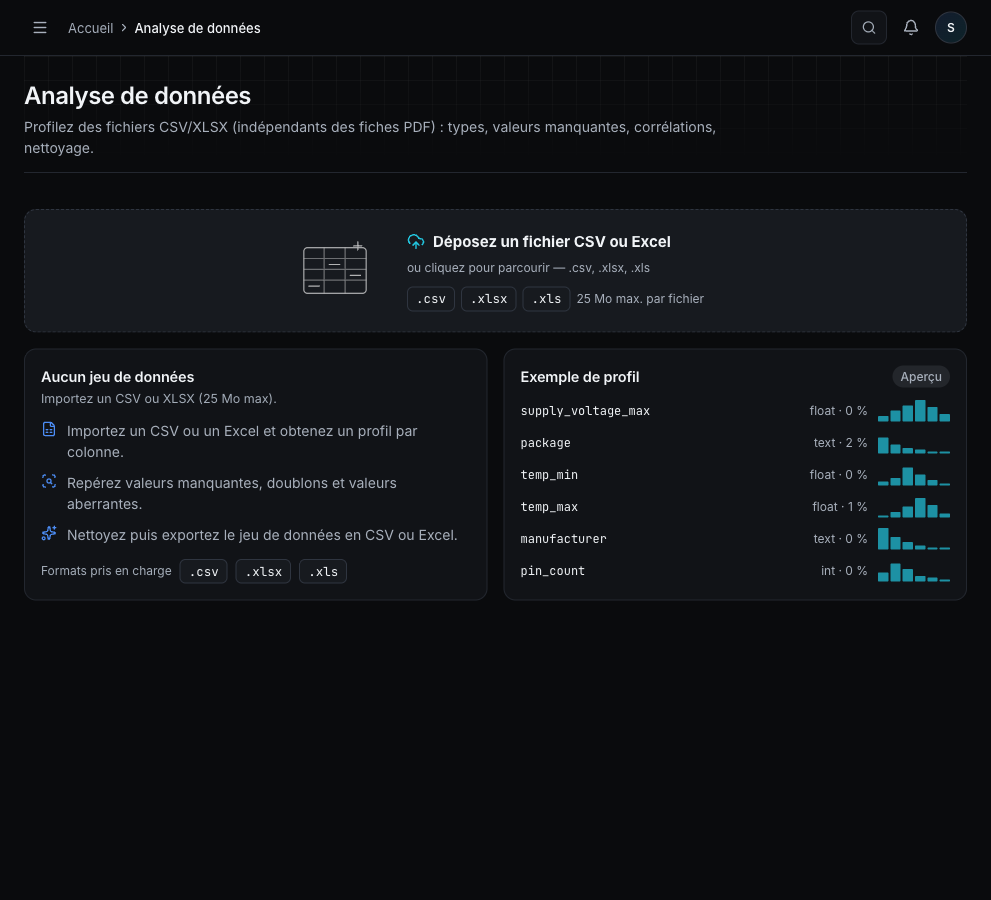 Accueil > Analyse de données
S
Analyse de données
Profilez des fichiers CSV/XLSX (indépendants des fiches PDF) : types, valeurs manquantes, corrélations,
nettoyage.
Déposez un fichier CSV ou Excel
ou cliquez pour parcourir — .csv, .xlsx, .xls
.csv .xlsx .xls 25 Mo max. par fichier
Aucun jeu de données
Importez un CSV ou XLSX (25 Mo max).
Importez un CSV ou un Excel et obtenez un profil par
colonne.
Repérez valeurs manquantes, doublons et valeurs
aberrantes.
Nettoyez puis exportez le jeu de données en CSV ou Excel.
Formats pris en charge .csv .xlsx .xls
Exemple de profil Aperçu
supply_voltage_max float · 0 %
package text · 2 %
temp_min float · 0 %
temp_max float · 1 %
manufacturer text · 0 %
pin_count int · 0 %